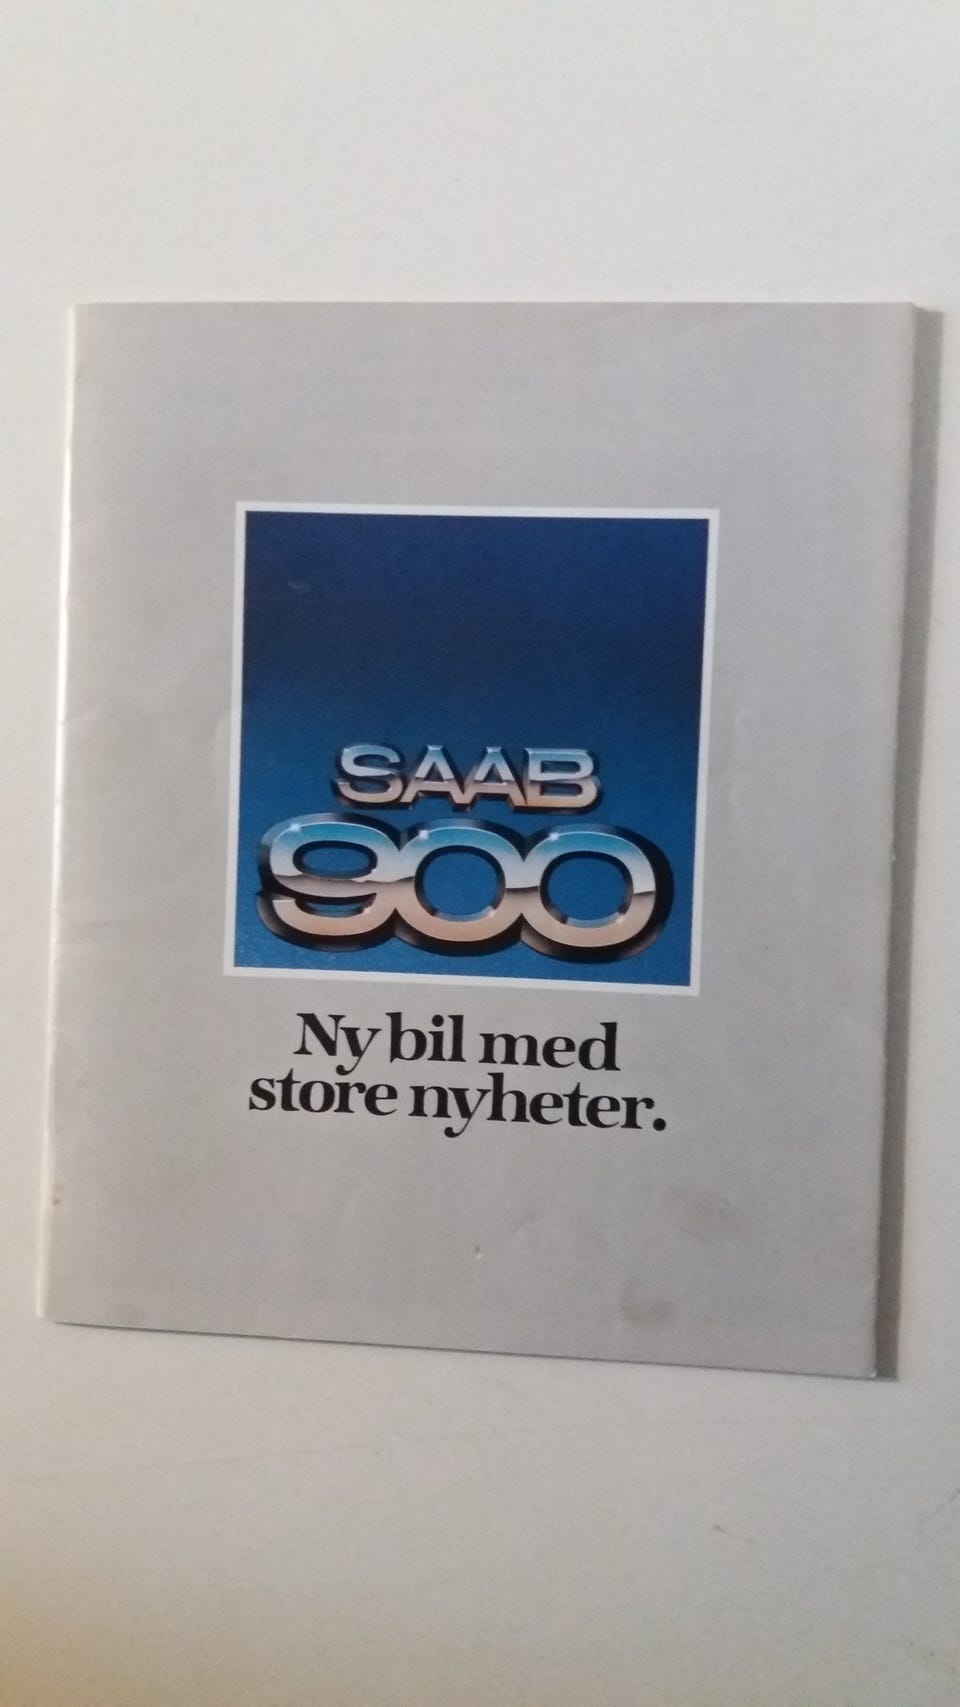 SAAB
900
Ny bil med
store nyheter.